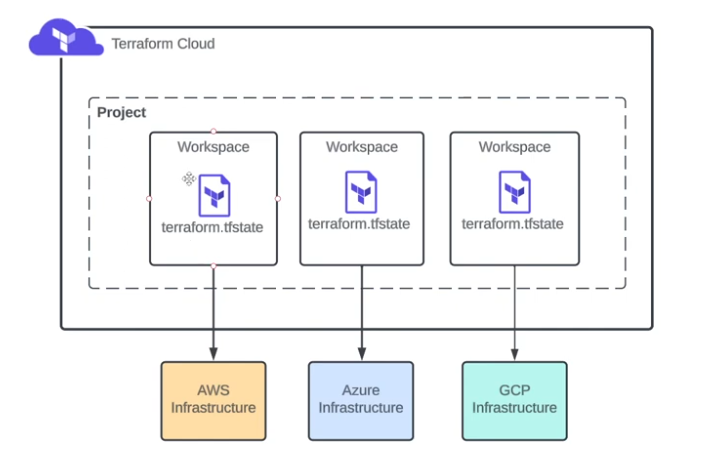 Terraform Cloud
Project
Workspace
terraform.tfstate
Workspace
terraform.tfstate
Workspace
terraform.tfstate
AWS
Infrastructure
Azure
Infrastructure
GCP
Infrastructure